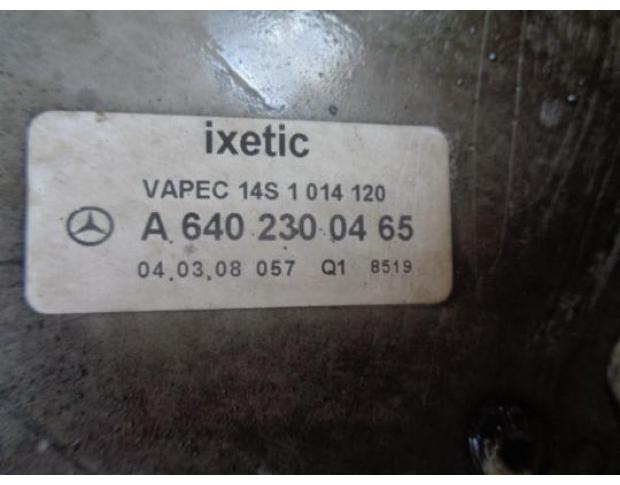 ixetic
VAPEC 14S 1 014 120
A 640 230 04 65
04.03.08 057 Q1 8519